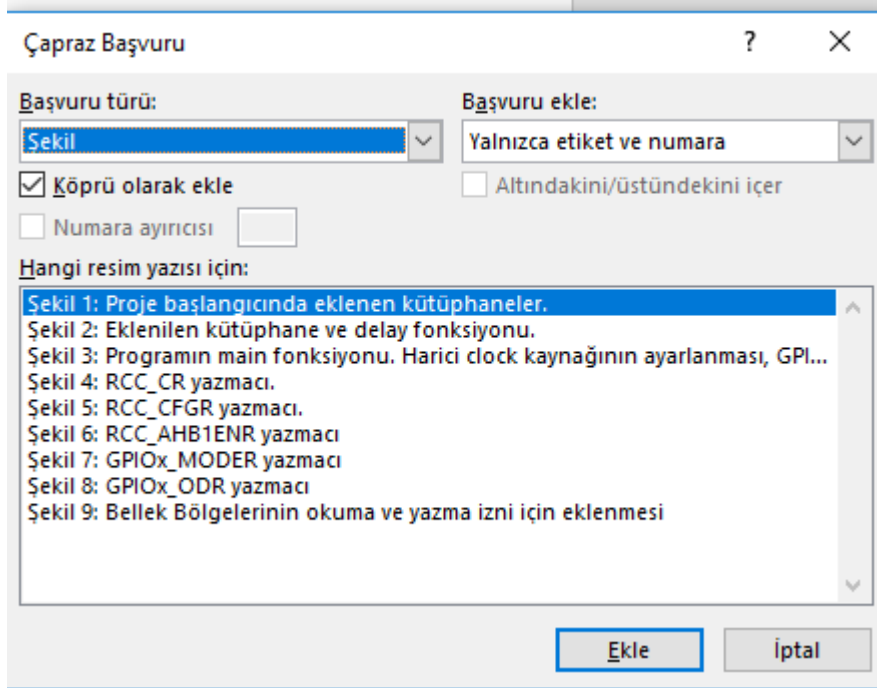 Çapraz Başvuru ? ×
Başvuru türü:
Başvuru ekle:
Şekil
Yalnızca etiket ve numara
Köprü olarak ekle
Altındakini/üstündekini içer
Numara ayırıcısı
Hangi resim yazısı için:
Şekil 1: Proje başlangıcında eklenen kütüphaneler.
Şekil 2: Eklenilen kütüphane ve delay fonksiyonu.
Şekil 3: Programın main fonksiyonu. Harici clock kaynağının ayarlanması, GPI...
Şekil 4: RCC_CR yazmacı.
Şekil 5: RCC_CFGR yazmacı.
Şekil 6: RCC_AHB1ENR yazmacı
Şekil 7: GPIOx_MODER yazmacı
Şekil 8: GPIOx_ODR yazmacı
Şekil 9: Bellek Bölgelerinin okuma ve yazma izni için eklenmesi
Ekle
İptal